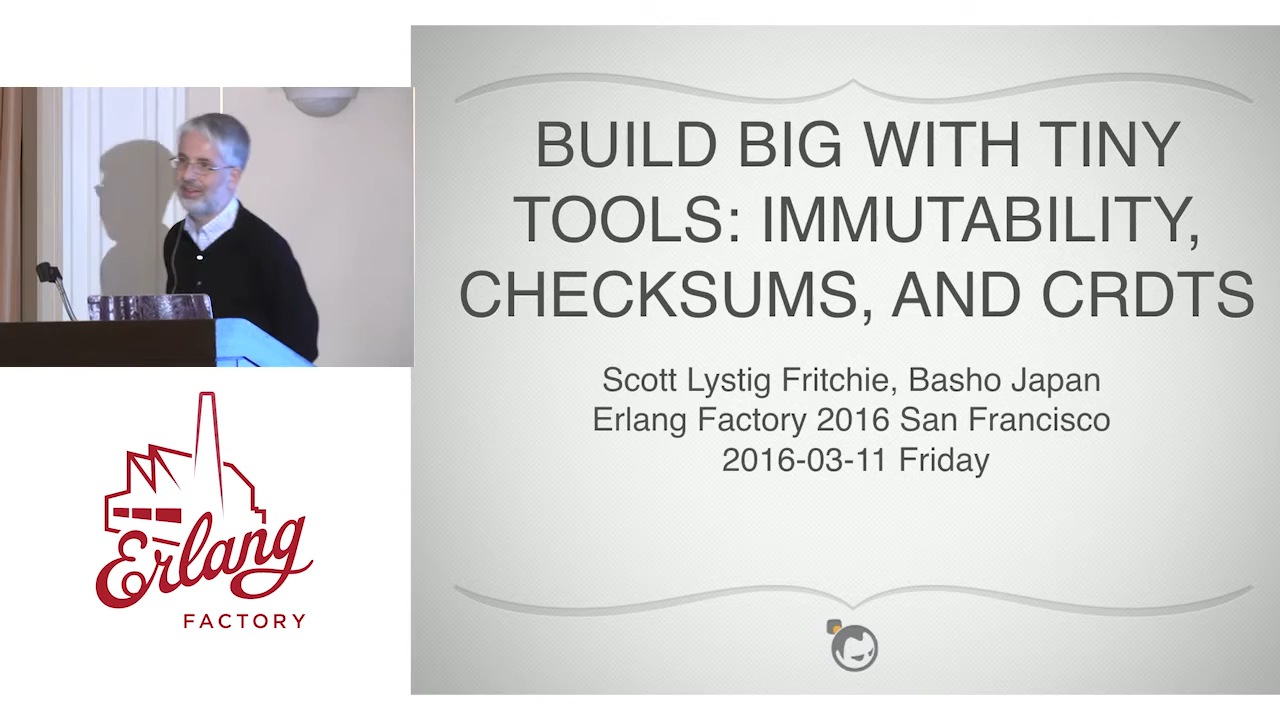 BUILD BIG WITH TINY
TOOLS: IMMUTABILITY,
CHECKSUMS, AND CRDTS
Scott Lystig Fritchie, Basho Japan
Erlang Factory 2016 San Francisco
2016-03-11 Friday
Erlang
FACTORY